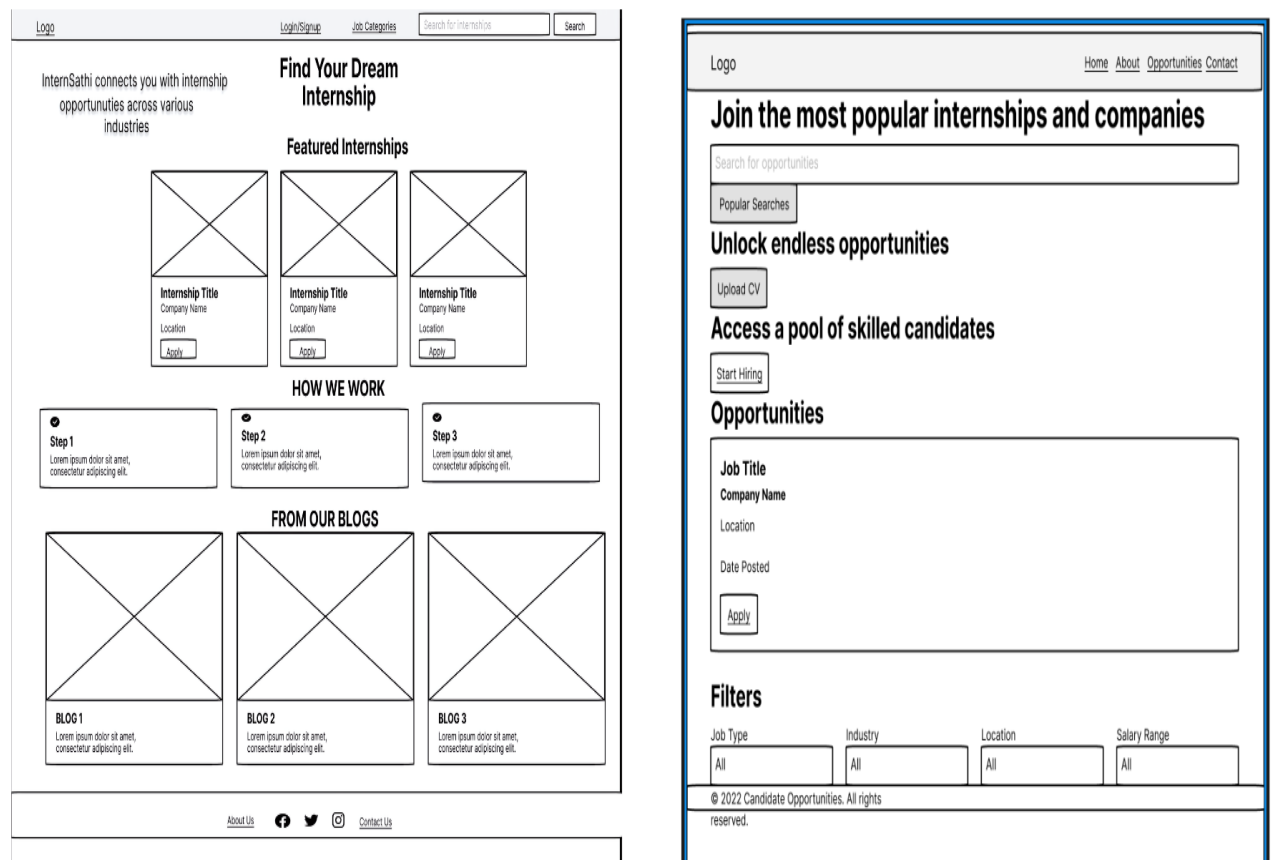 Logo
Login/Signup
Job Categories
Search for internships
Search
InternSathi connects you with internship
opportunuties across various
industries
Find Your Dream
Internship
Featured Internships
Internship Title
Company Name
Location
Apply
Internship Title
Company Name
Location
Apply
Internship Title
Company Name
Location
Apply
HOW WE WORK
Step 1
Lorem ipsum dolor sit amet,
consectetur adipiscing elit.
Step 2
Lorem ipsum dolor sit amet,
consectetur adipiscing elit.
Step 3
Lorem ipsum dolor sit amet,
consectetur adipiscing elit.
FROM OUR BLOGS
BLOG 1
Lorem ipsum dolor sit amet,
consectetur adipiscing elit.
BLOG 2
Lorem ipsum dolor sit amet,
consectetur adipiscing elit.
BLOG 3
Lorem ipsum dolor sit amet,
consectetur adipiscing elit.
About Us
Contact Us
Logo
Home About Opportunities Contact
Join the most popular internships and companies
Search for opportunities
Popular Searches
Unlock endless opportunities
Upload CV
Access a pool of skilled candidates
Start Hiring
Opportunities
Job Title
Company Name
Location
Date Posted
Apply
Filters
Job Type
All
Industry
All
Location
All
Salary Range
All
© 2022 Candidate Opportunities. All rights
reserved.